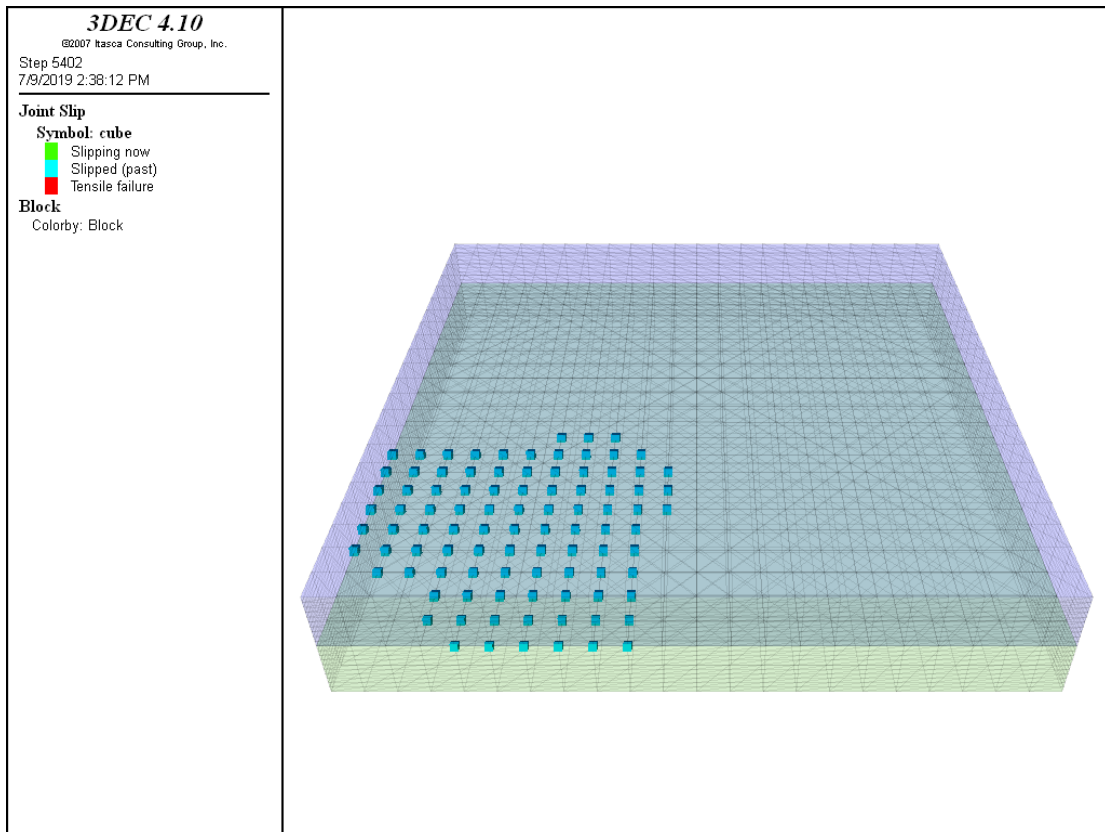 3DEC 4.10
©2007 Itasca Consulting Group, Inc.
Step 5402
7/9/2019 2:38:12 PM
Joint Slip
Symbol: cube
Slipping now
Slipped (past)
Tensile failure
Block
Colorby: Block